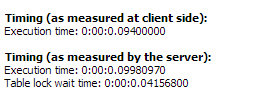 Timing (as measured at client side):
Execution time: 0:00:0.09400000
Timing (as measured by the server):
Execution time: 0:00:0.09980970
Table lock wait time: 0:00:0.04156800